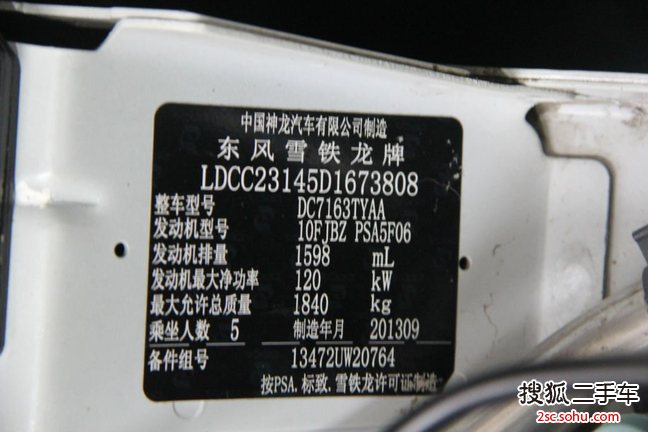 中国神龙汽车有限公司制造
东风雪铁龙牌
LDCC23145D1673808
整车型号 DC7163TYAA
发动机型号 10FJBZ PSA5F06
发动机排量 1598 mL
发动机最大净功率 120 kW
最大允许总质量 1840 kg
乘坐人数 5 制造年月 201309
备件组号 13472UW20764
按PSA.标致.雪铁龙许可证制造
搜狐二手车
2sc.sohu.com